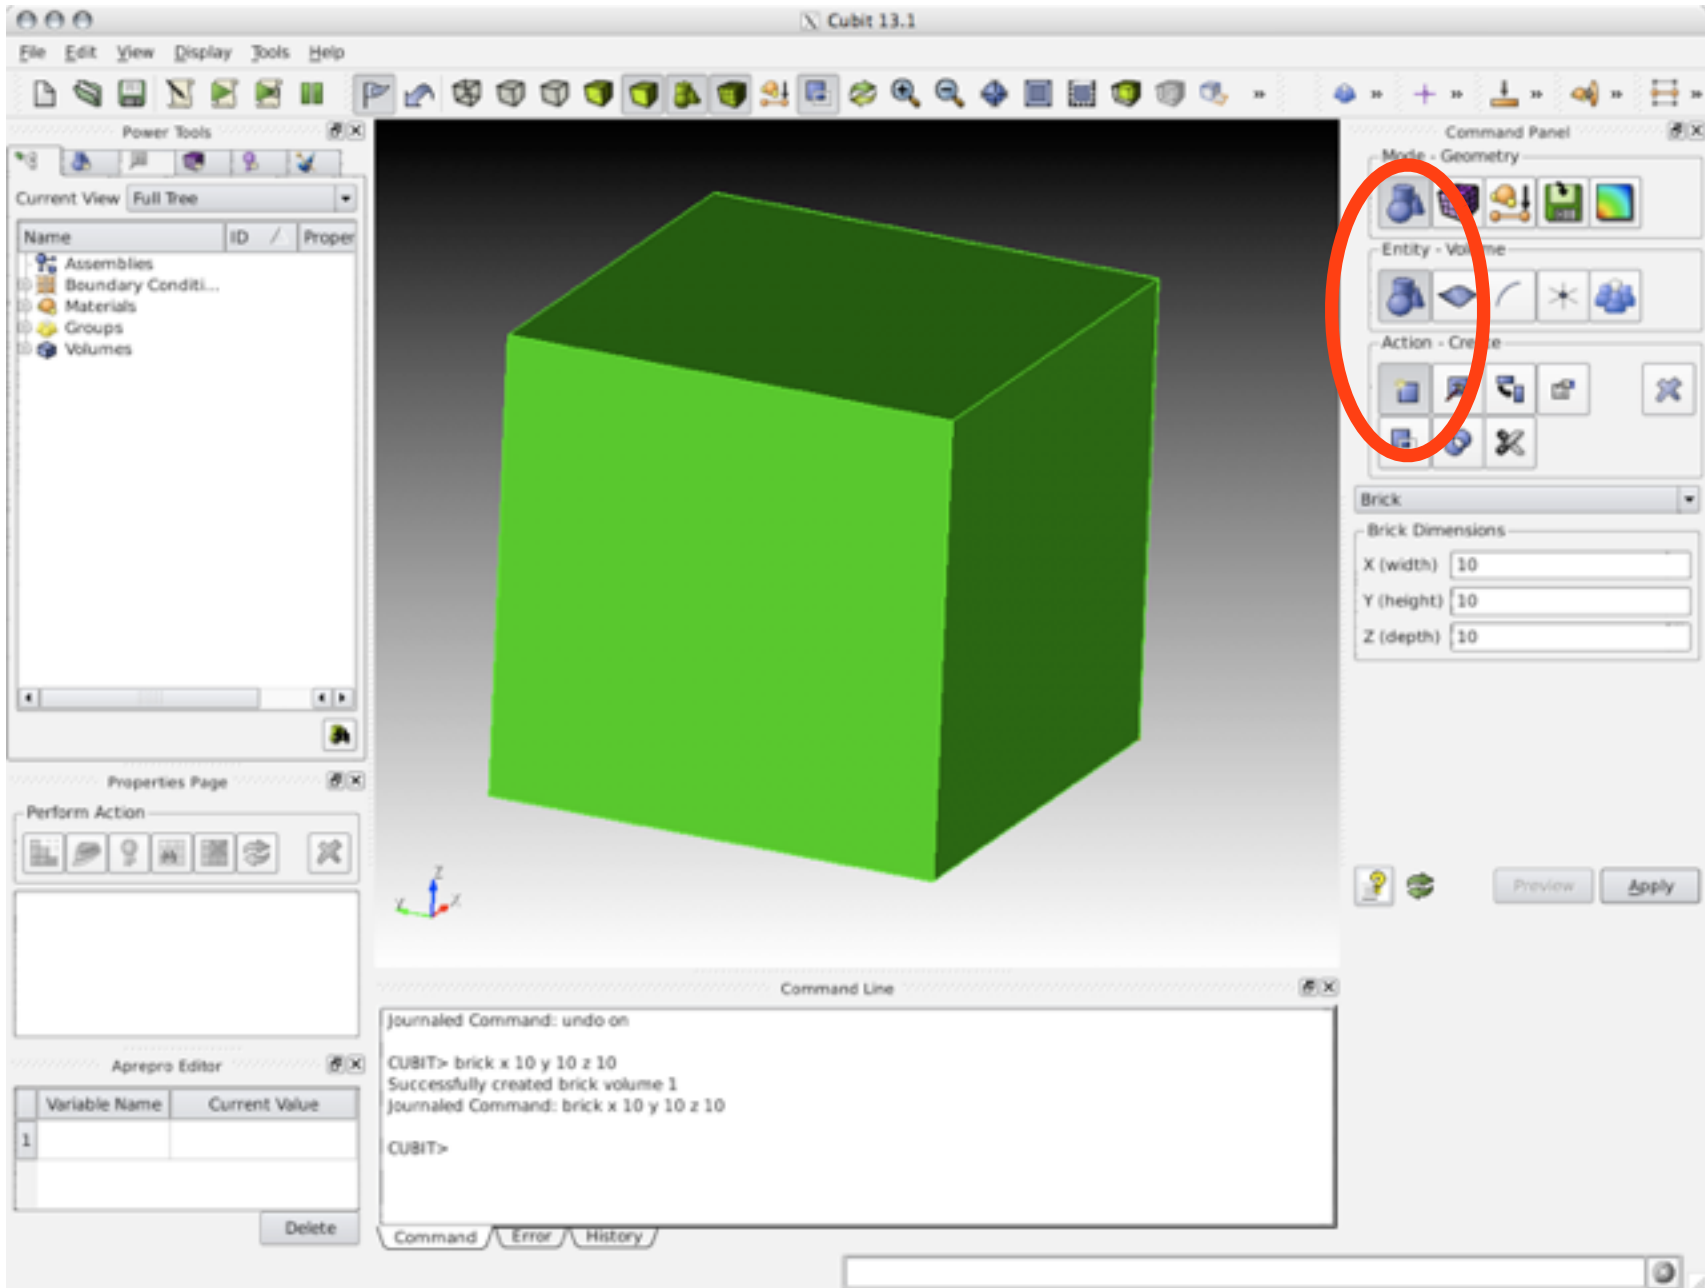 Cubit 13.1
File Edit View Display Tools Help
Power Tools
Current View Full Tree
Name ID Proper
Assemblies
Boundary Conditi...
Materials
Groups
Volumes
Properties Page
Perform Action
Aprepro Editor
Variable Name Current Value
1
Delete
Z
Y X
Command Line
Journaled Command: undo on
CUBIT> brick x 10 y 10 z 10
Successfully created brick volume 1
Journaled Command: brick x 10 y 10 z 10
CUBIT>
Command Error History
Command Panel
Mode - Geometry
Entity - Volume
Action - Create
Brick
Brick Dimensions
X (width) 10
Y (height) 10
Z (depth) 10
Preview Apply